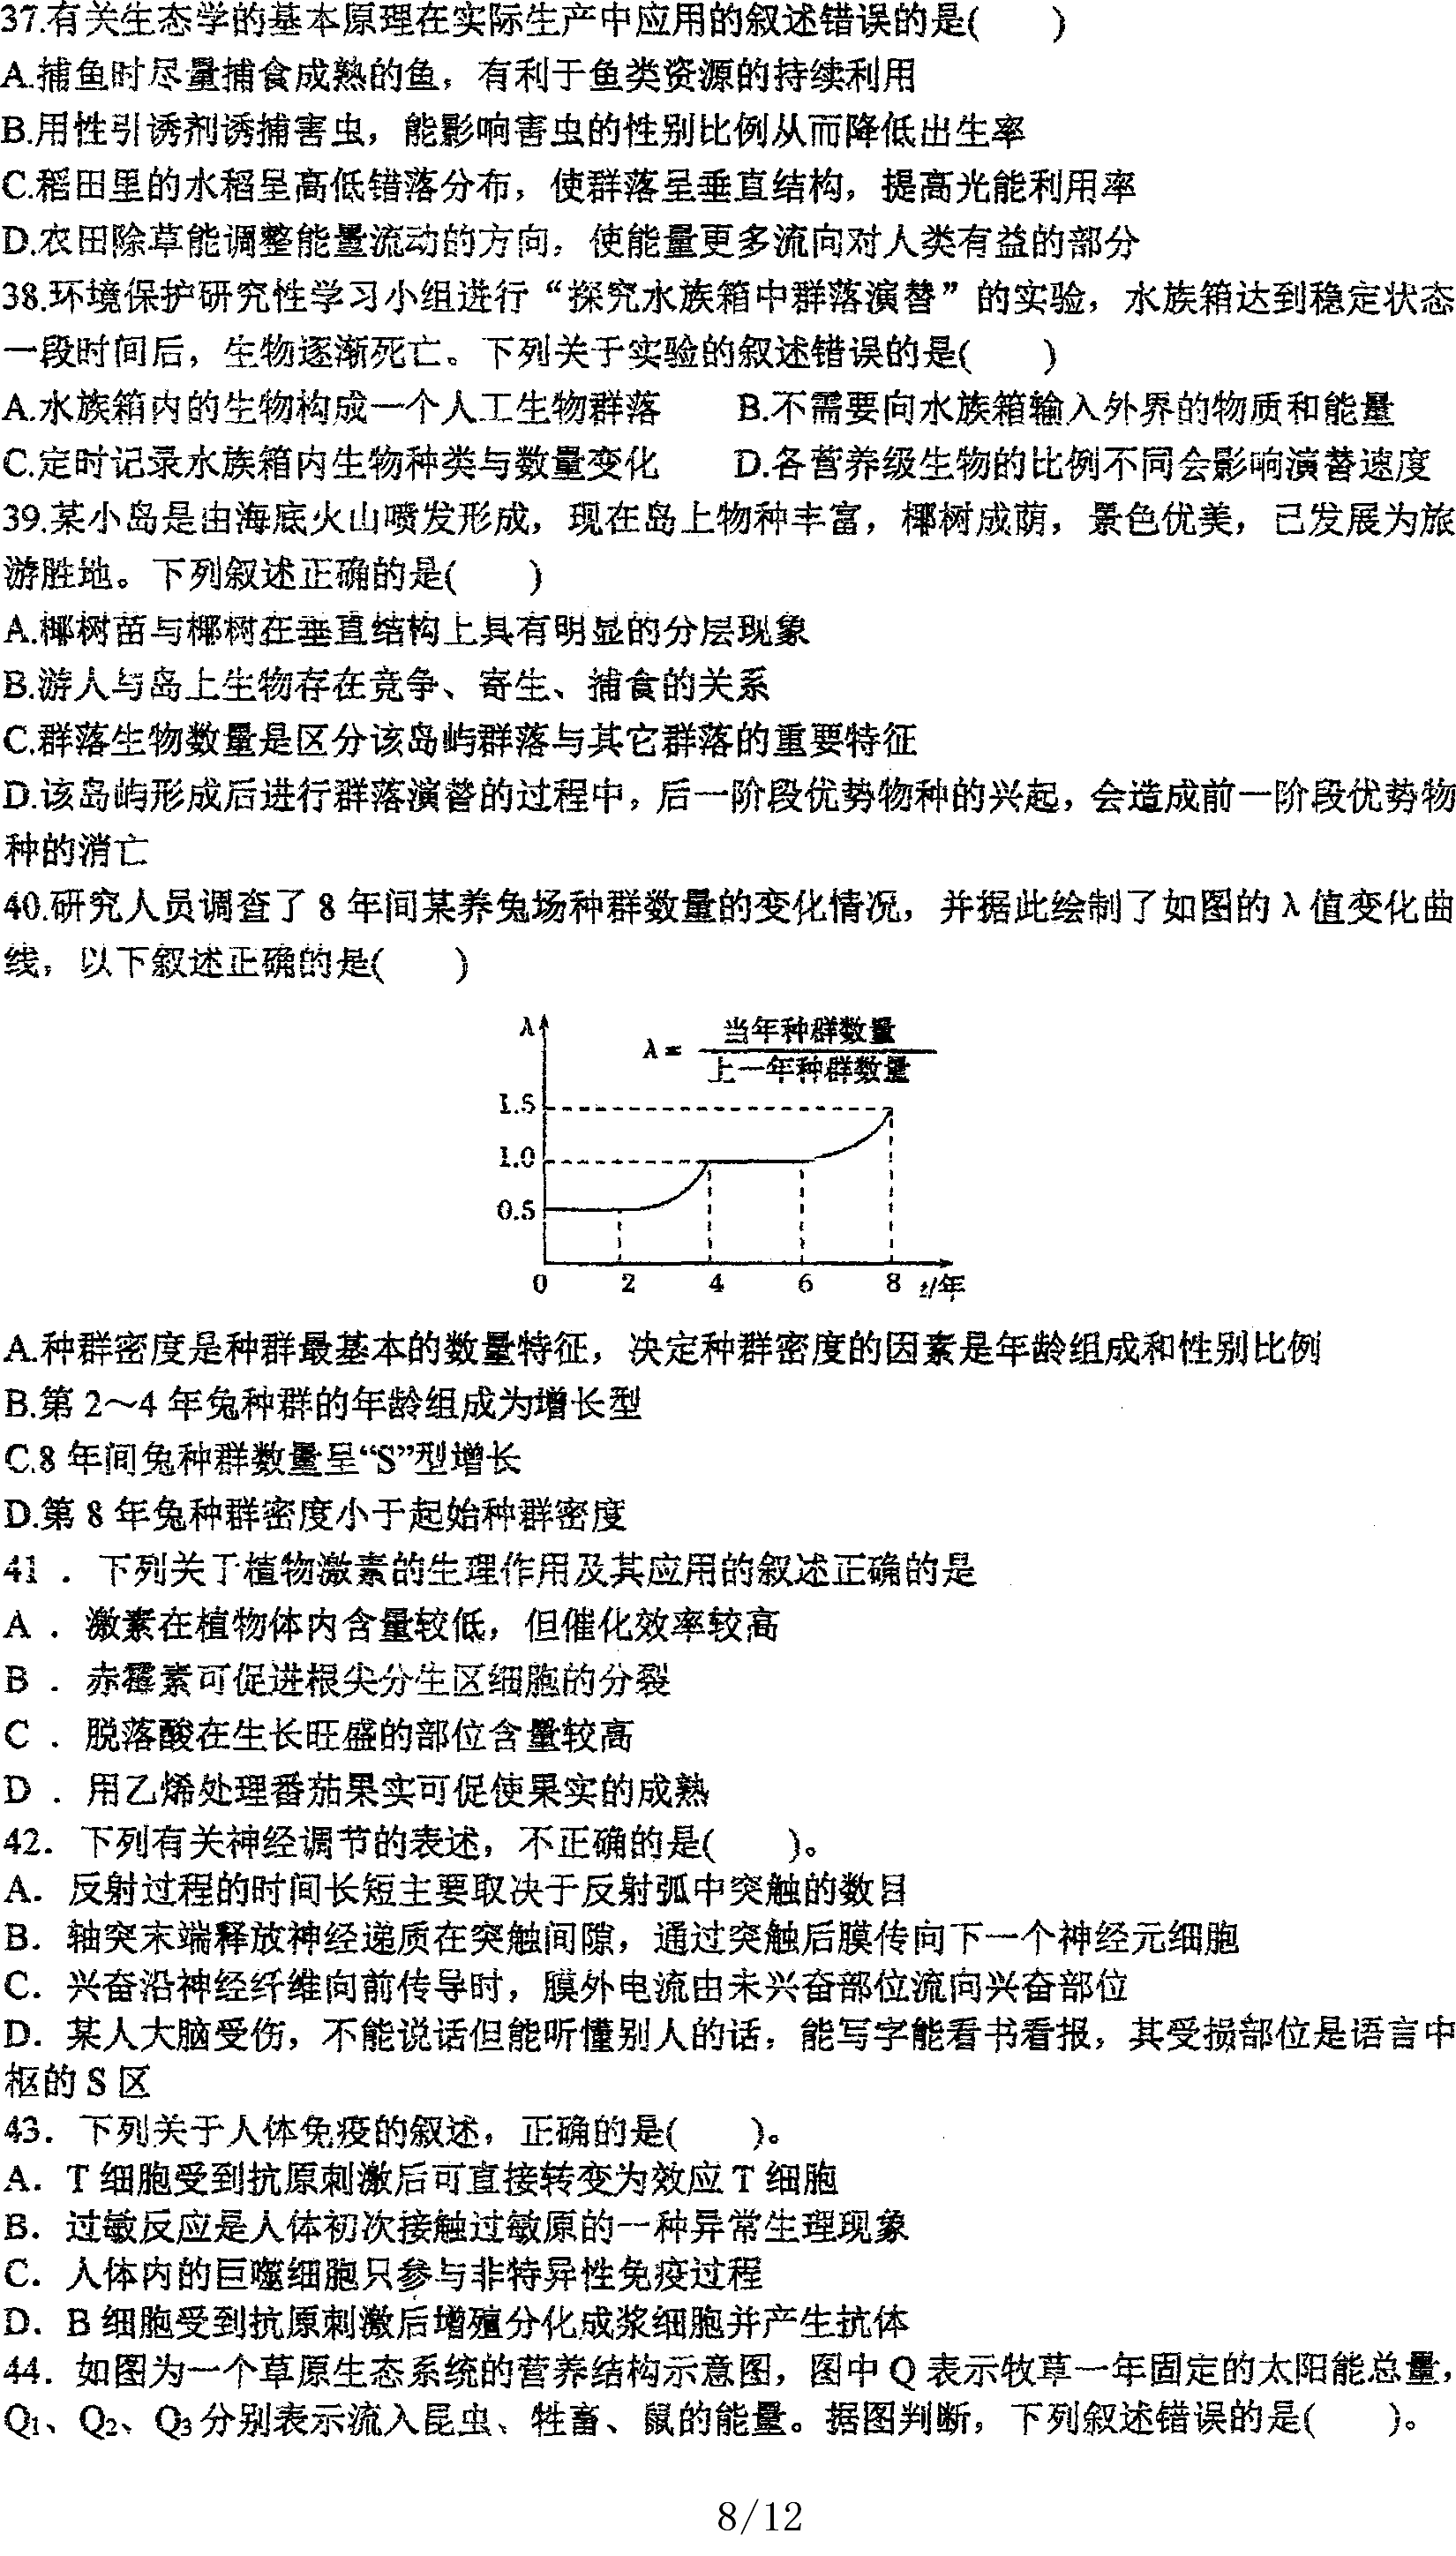 37.有关生态学的基本原理在实际生产中应用的叙述错误的是(　　)
A.捕鱼时尽量捕食成熟的鱼，有利于鱼类资源的持续利用
B.用性引诱剂诱捕害虫，能影响害虫的性别比例从而降低出生率
C.稻田里的水稻呈高低错落分布，使群落呈垂直结构，提高光能利用率
D.农田除草能调整能量流动的方向，使能量更多流向对人类有益的部分
38.环境保护研究性学习小组进行“探究水族箱中群落演替”的实验，水族箱达到稳定状态
一段时间后，生物逐渐死亡。下列关于实验的叙述错误的是(　　)
A.水族箱内的生物构成一个人工生物群落　　B.不需要向水族箱输入外界的物质和能量
C.定时记录水族箱内生物种类与数量变化　　D.各营养级生物的比例不同会影响演替速度
39.某小岛是由海底火山喷发形成，现在岛上物种丰富，椰树成荫，景色优美，已发展为旅
游胜地。下列叙述正确的是(　　)
A.椰树苗与椰树在垂直结构上具有明显的分层现象
B.游人与岛上生物存在竞争、寄生、捕食的关系
C.群落生物数量是区分该岛屿群落与其它群落的重要特征
D.该岛屿形成后进行群落演替的过程中，后一阶段优势物种的兴起，会造成前一阶段优势物
种的消亡
40.研究人员调查了 8 年间某养兔场种群数量的变化情况，并据此绘制了如图的 λ 值变化曲
线，以下叙述正确的是(　　)
λ
λ= 当年种群数量
上一年种群数量
1.5
1.0
0.5
0 2 4 6 8 t/年
A.种群密度是种群最基本的数量特征，决定种群密度的因素是年龄组成和性别比例
B.第 2～4 年兔种群的年龄组成为增长型
C.8 年间兔种群数量呈“S”型增长
D.第 8 年兔种群密度小于起始种群密度
41 ．下列关于植物激素的生理作用及其应用的叙述正确的是
A ．激素在植物体内含量较低，但催化效率较高
B ．赤霉素可促进根尖分生区细胞的分裂
C ．脱落酸在生长旺盛的部位含量较高
D ．用乙烯处理番茄果实可促使果实的成熟
42．下列有关神经调节的表述，不正确的是(　　)。
A．反射过程的时间长短主要取决于反射弧中突触的数目
B．轴突末端释放神经递质在突触间隙，通过突触后膜传向下一个神经元细胞
C．兴奋沿神经纤维向前传导时，膜外电流由未兴奋部位流向兴奋部位
D．某人大脑受伤，不能说话但能听懂别人的话，能写字能看书看报，其受损部位是语言中
枢的 S 区
43．下列关于人体免疫的叙述，正确的是(　　)。
A．T 细胞受到抗原刺激后可直接转变为效应 T 细胞
B．过敏反应是人体初次接触过敏原的一种异常生理现象
C．人体内的巨噬细胞只参与非特异性免疫过程
D．B 细胞受到抗原刺激后增殖分化成浆细胞并产生抗体
44．如图为一个草原生态系统的营养结构示意图，图中 Q 表示牧草一年固定的太阳能总量，
Q₁、Q₂、Q₃ 分别表示流入昆虫、牲畜、鼠的能量。据图判断，下列叙述错误的是(　　)。
8/12